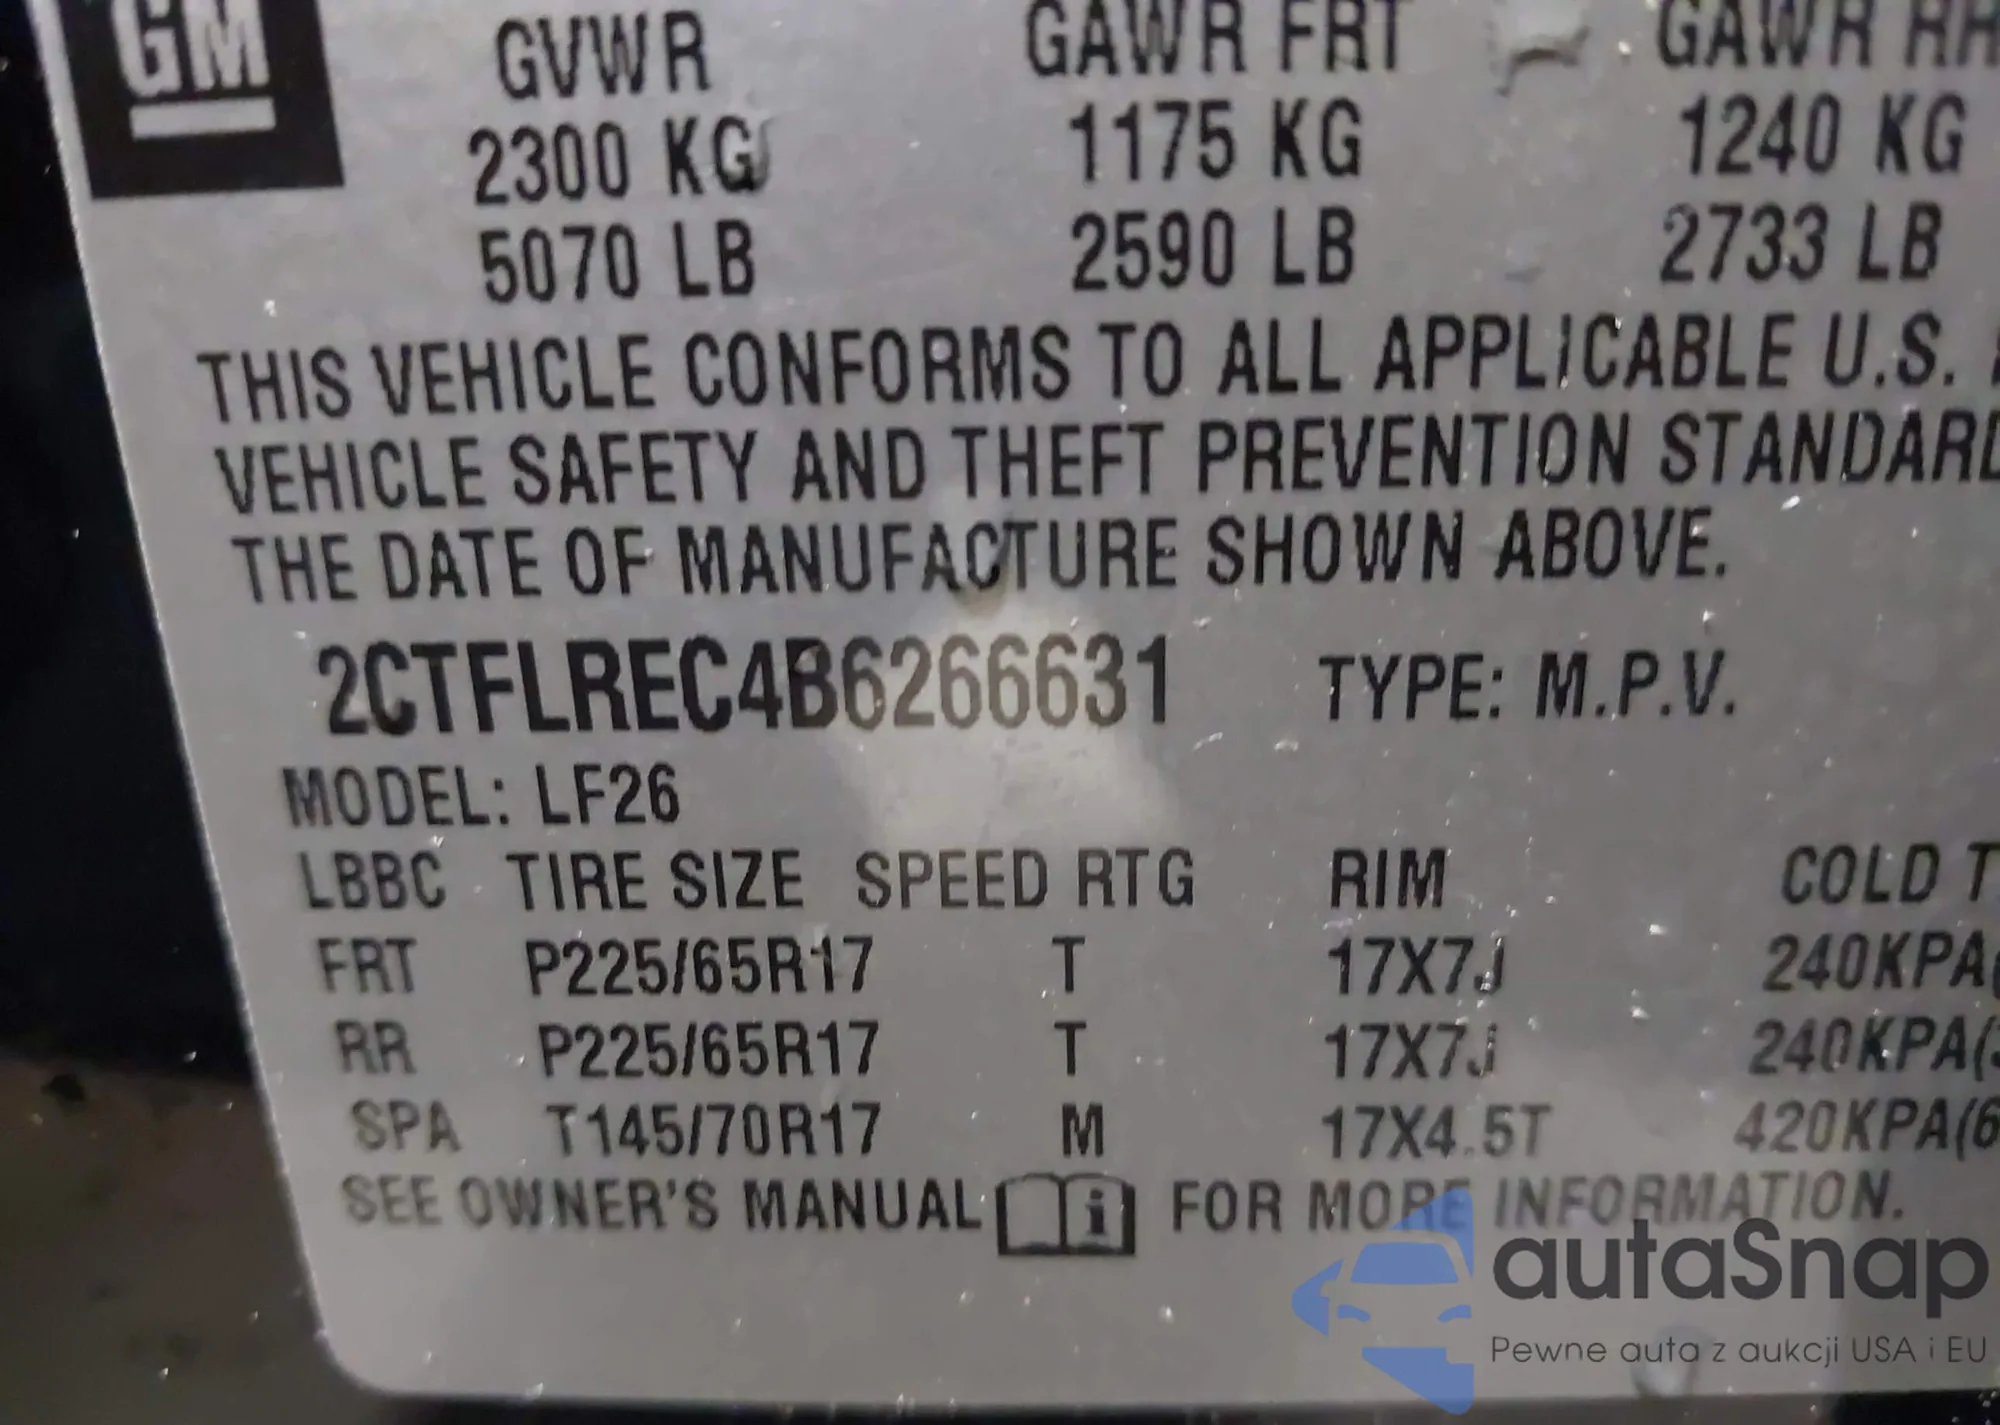 GM GVWR GAWR FRT GAWR RR
2300 KG 1175 KG 1240 KG
5070 LB 2590 LB 2733 LB
THIS VEHICLE CONFORMS TO ALL APPLICABLE U.S.
VEHICLE SAFETY AND THEFT PREVENTION STANDARD
THE DATE OF MANUFACTURE SHOWN ABOVE.
2CTFLREC4B6266631 TYPE: M.P.V.
MODEL: LF26
LBBC TIRE SIZE SPEED RTG RIM COLD T
FRT P225/65R17 T 17X7J 240KPA(
RR P225/65R17 T 17X7J 240KPA(3
SPA T145/70R17 M 17X4.5T 420KPA(6
SEE OWNER'S MANUAL i FOR MORE INFORMATION.
autaSnap
Pewne auta z aukcji USA i EU